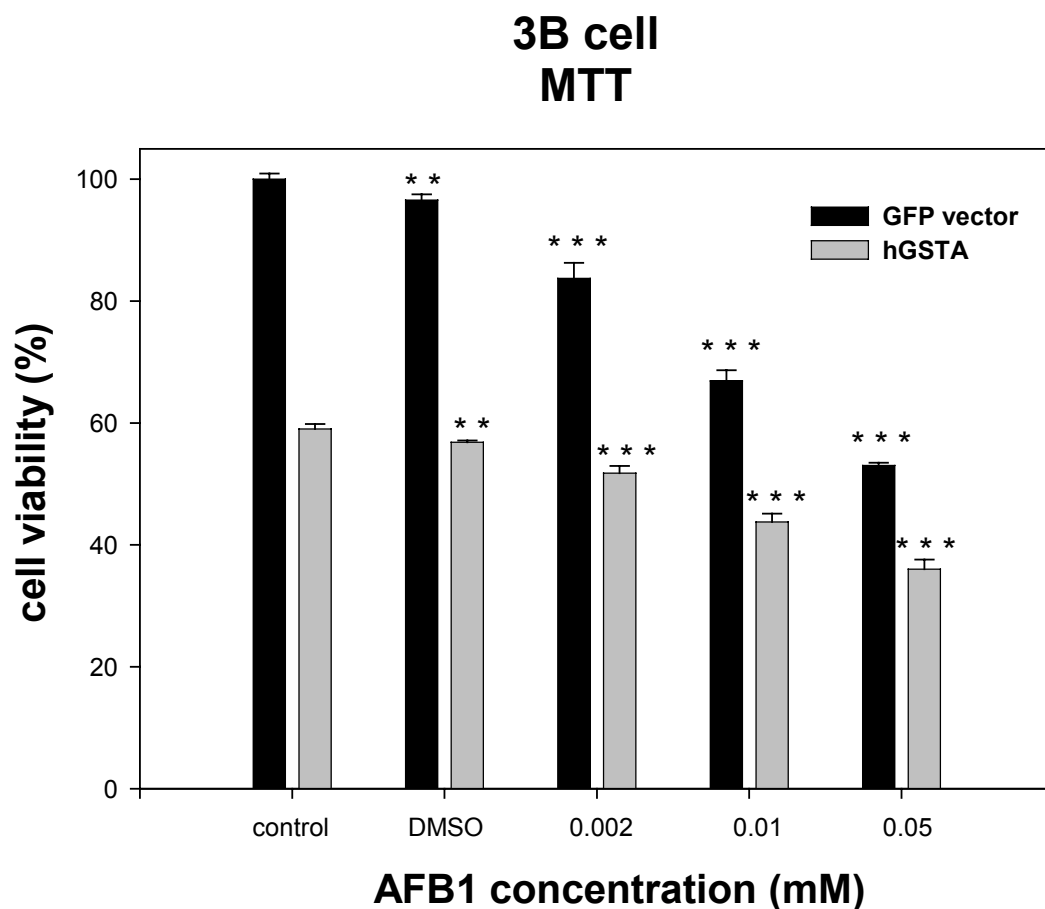 3B cell
MTT
cell viability (%)
100
80
60
40
20
0
* *
* * *
* * *
* * *
* *
* * *
* * *
* * *
GFP vector
hGSTA
control DMSO 0.002 0.01 0.05
AFB1 concentration (mM)